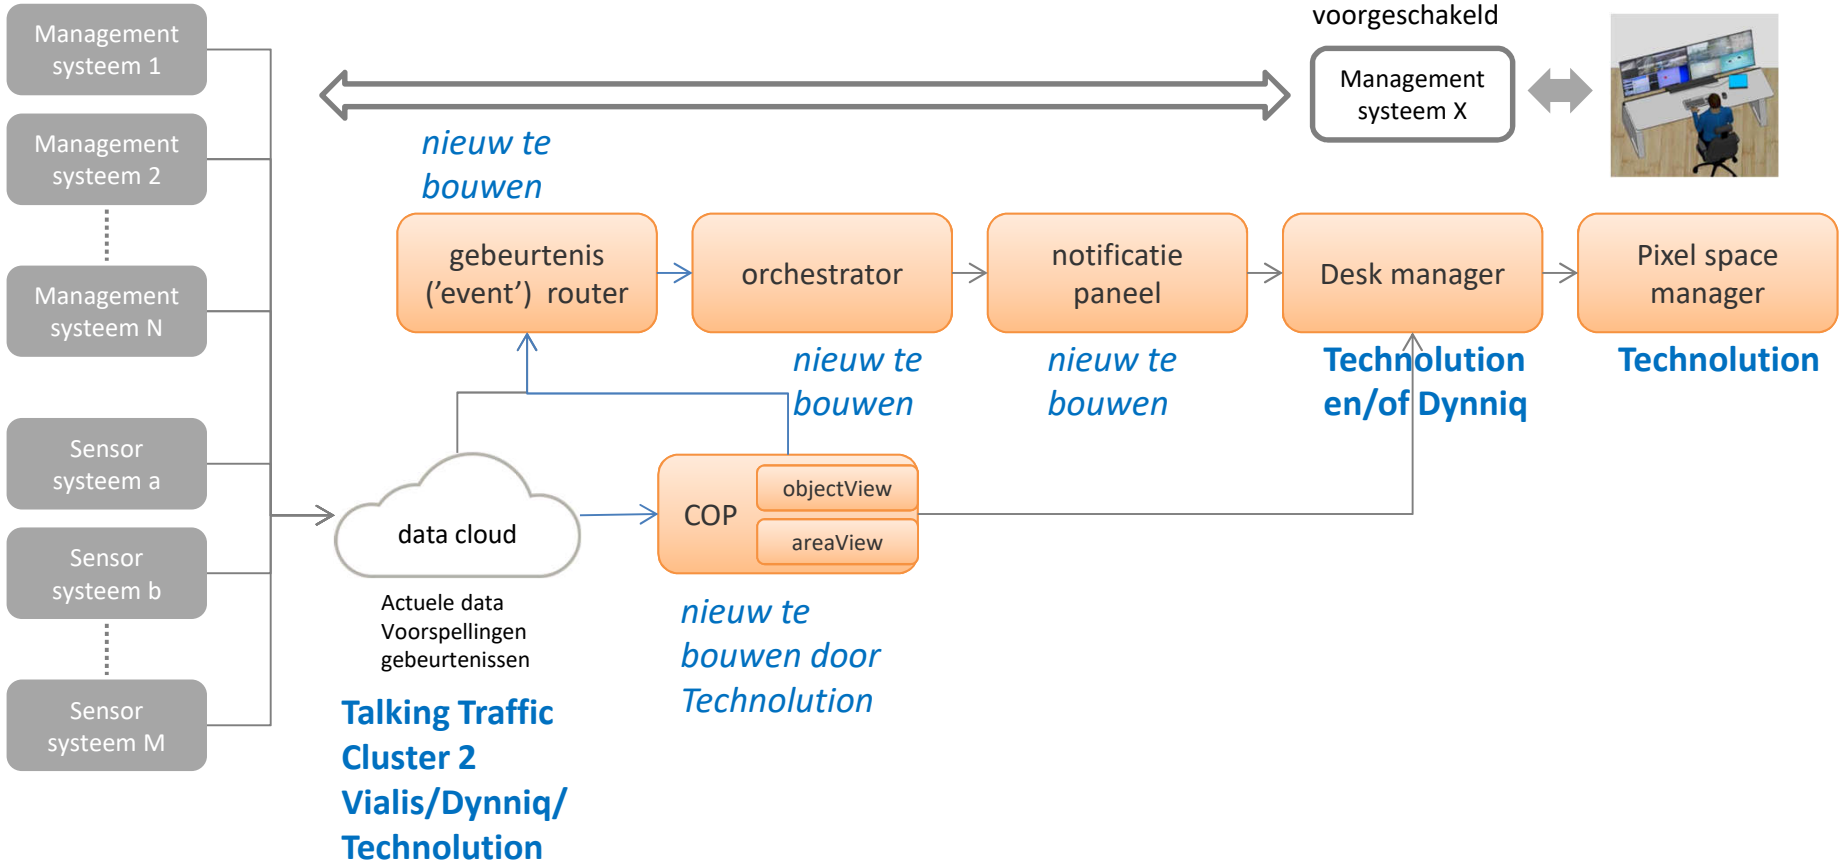 Management
systeem 1
Management
systeem 2
Management
systeem N
Sensor
systeem a
Sensor
systeem b
Sensor
systeem M
voorgeschakeld
Management
systeem X
nieuw te
bouwen
gebeurtenis
(’event’) router
orchestrator
notificatie
paneel
Desk manager
Pixel space
manager
nieuw te
bouwen
nieuw te
bouwen
Technolution
en/of Dynniq
Technolution
data cloud
COP
objectView
areaView
Actuele data
Voorspellingen
gebeurtenissen
nieuw te
bouwen door
Technolution
Talking Traffic
Cluster 2
Vialis/Dynniq/
Technolution